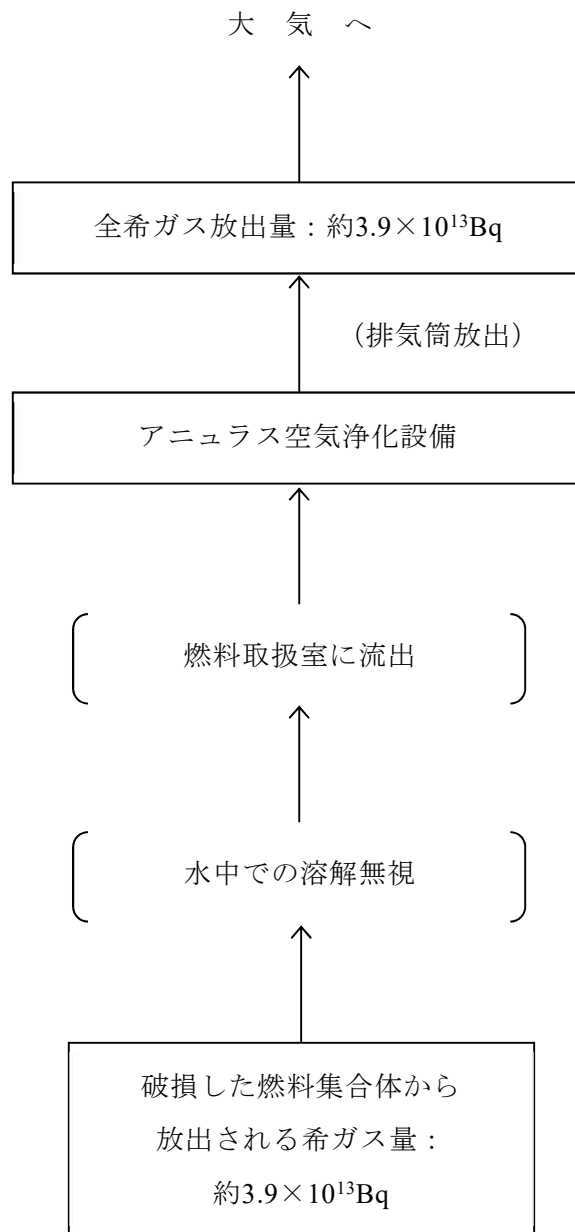 大　気　へ
全希ガス放出量：約3.9×10¹³Bq
（排気筒放出）
アニュラス空気浄化設備
燃料取扱室に流出
水中での溶解無視
破損した燃料集合体から
放出される希ガス量：
約3.9×10¹³Bq